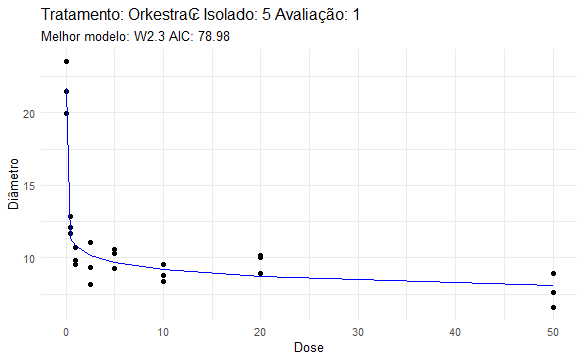 Tratamento: Orkestra₢ Isolado: 5 Avaliação: 1
Melhor modelo: W2.3 AIC: 78.98
20
15
10
Diâmetro
0 10 20 30 40 50
Dose